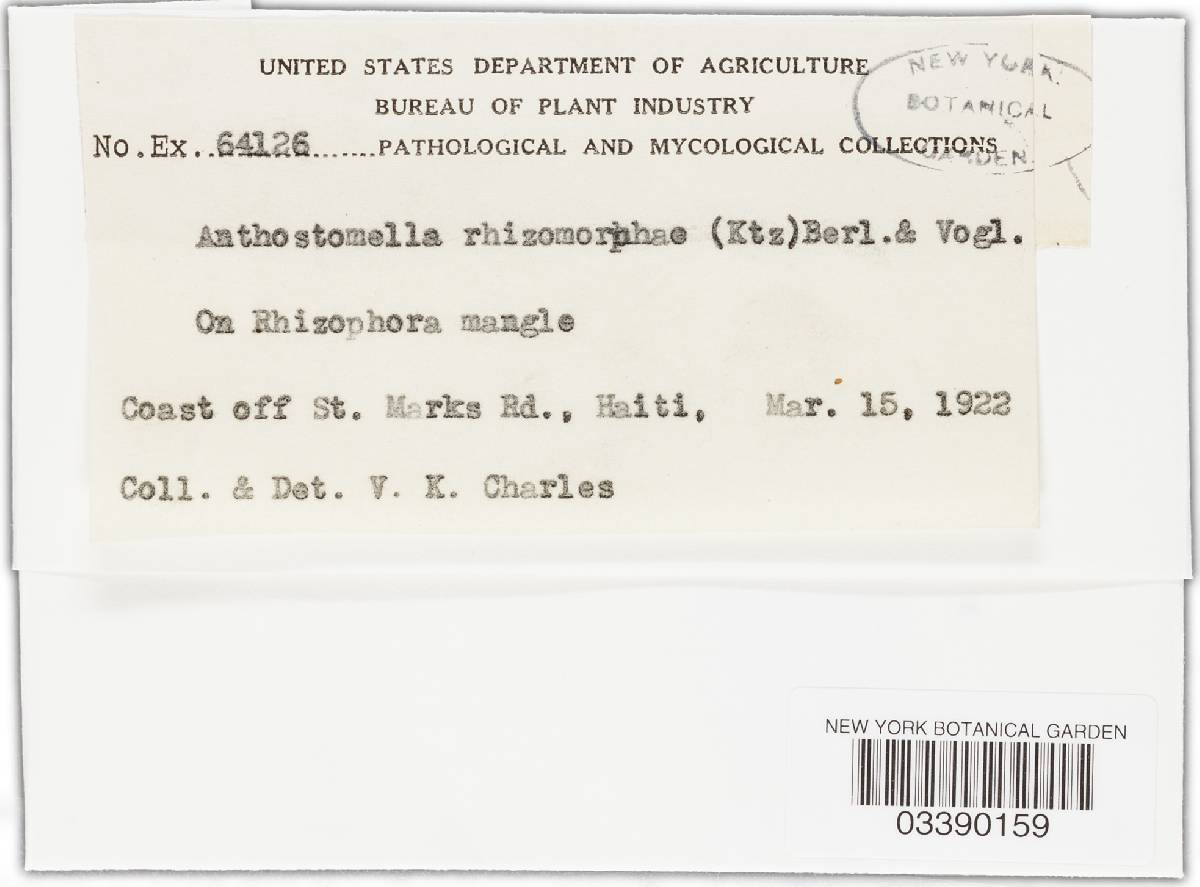 UNITED STATES DEPARTMENT OF AGRICULTURE
BUREAU OF PLANT INDUSTRY
No.Ex..64126.......PATHOLOGICAL AND MYCOLOGICAL COLLECTIONS
NEW YORK
BOTANICAL
GARDEN.
Anthostomella rhizomorphae (Ktz)Berl.& Vogl.
On Rhizophora mangle
Coast off St. Marks Rd., Haiti, Mar. 15, 1922
Coll. & Det. V. K. Charles
NEW YORK BOTANICAL GARDEN
03390159